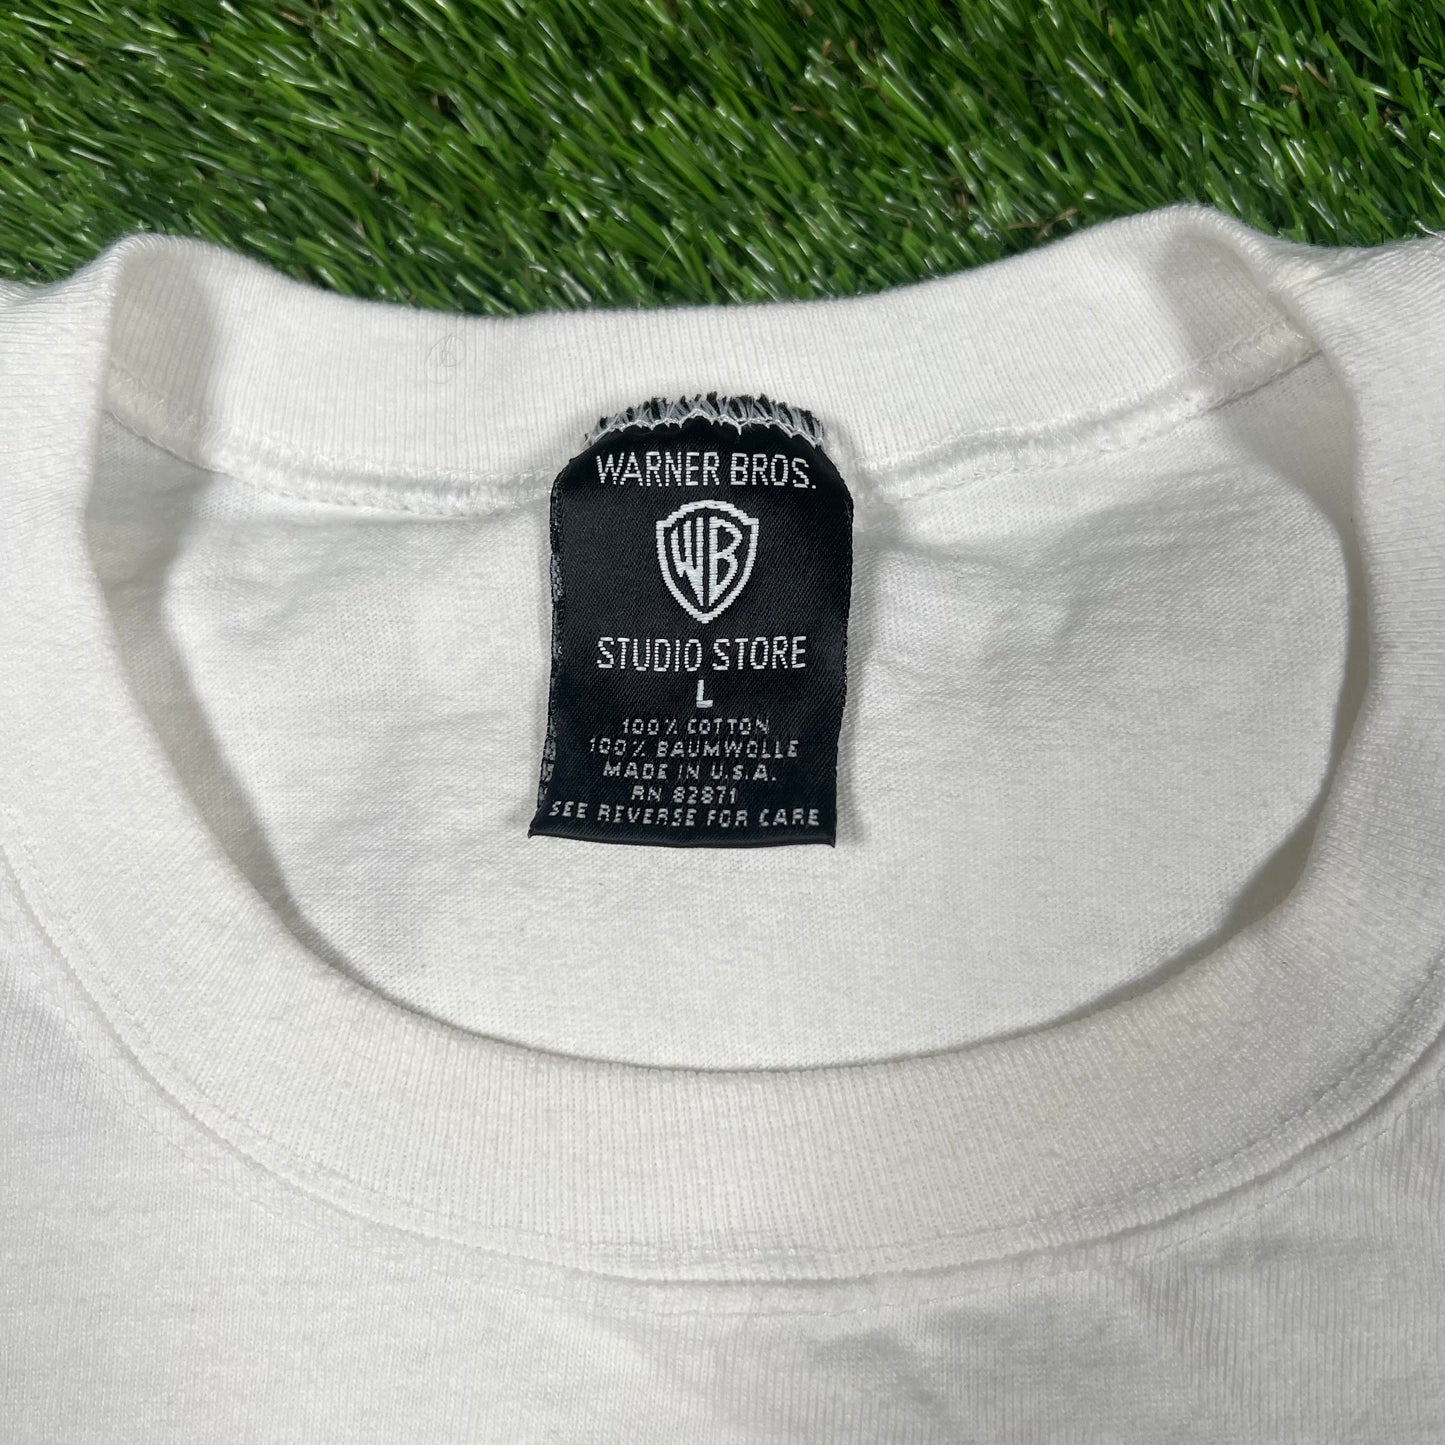 WARNER BROS.
WB
STUDIO STORE
L
100% COTTON
100% BAUMWOLLE
MADE IN U.S.A.
RN 82871
SEE REVERSE FOR CARE